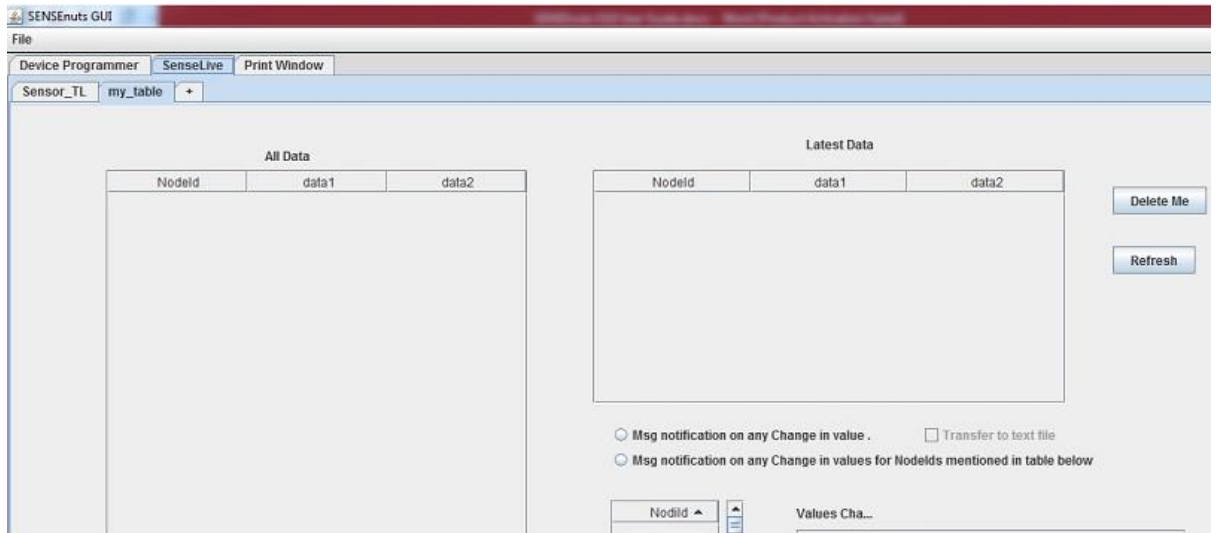 SENSEnuts GUI
File
Device Programmer SenseLive Print Window
Sensor_TL my_table +
All Data
NodeId data1 data2
Latest Data
NodeId data1 data2
Delete Me
Refresh
Msg notification on any Change in value . Transfer to text file
Msg notification on any Change in values for NodeIds mentioned in table below
NodiId Values Cha...